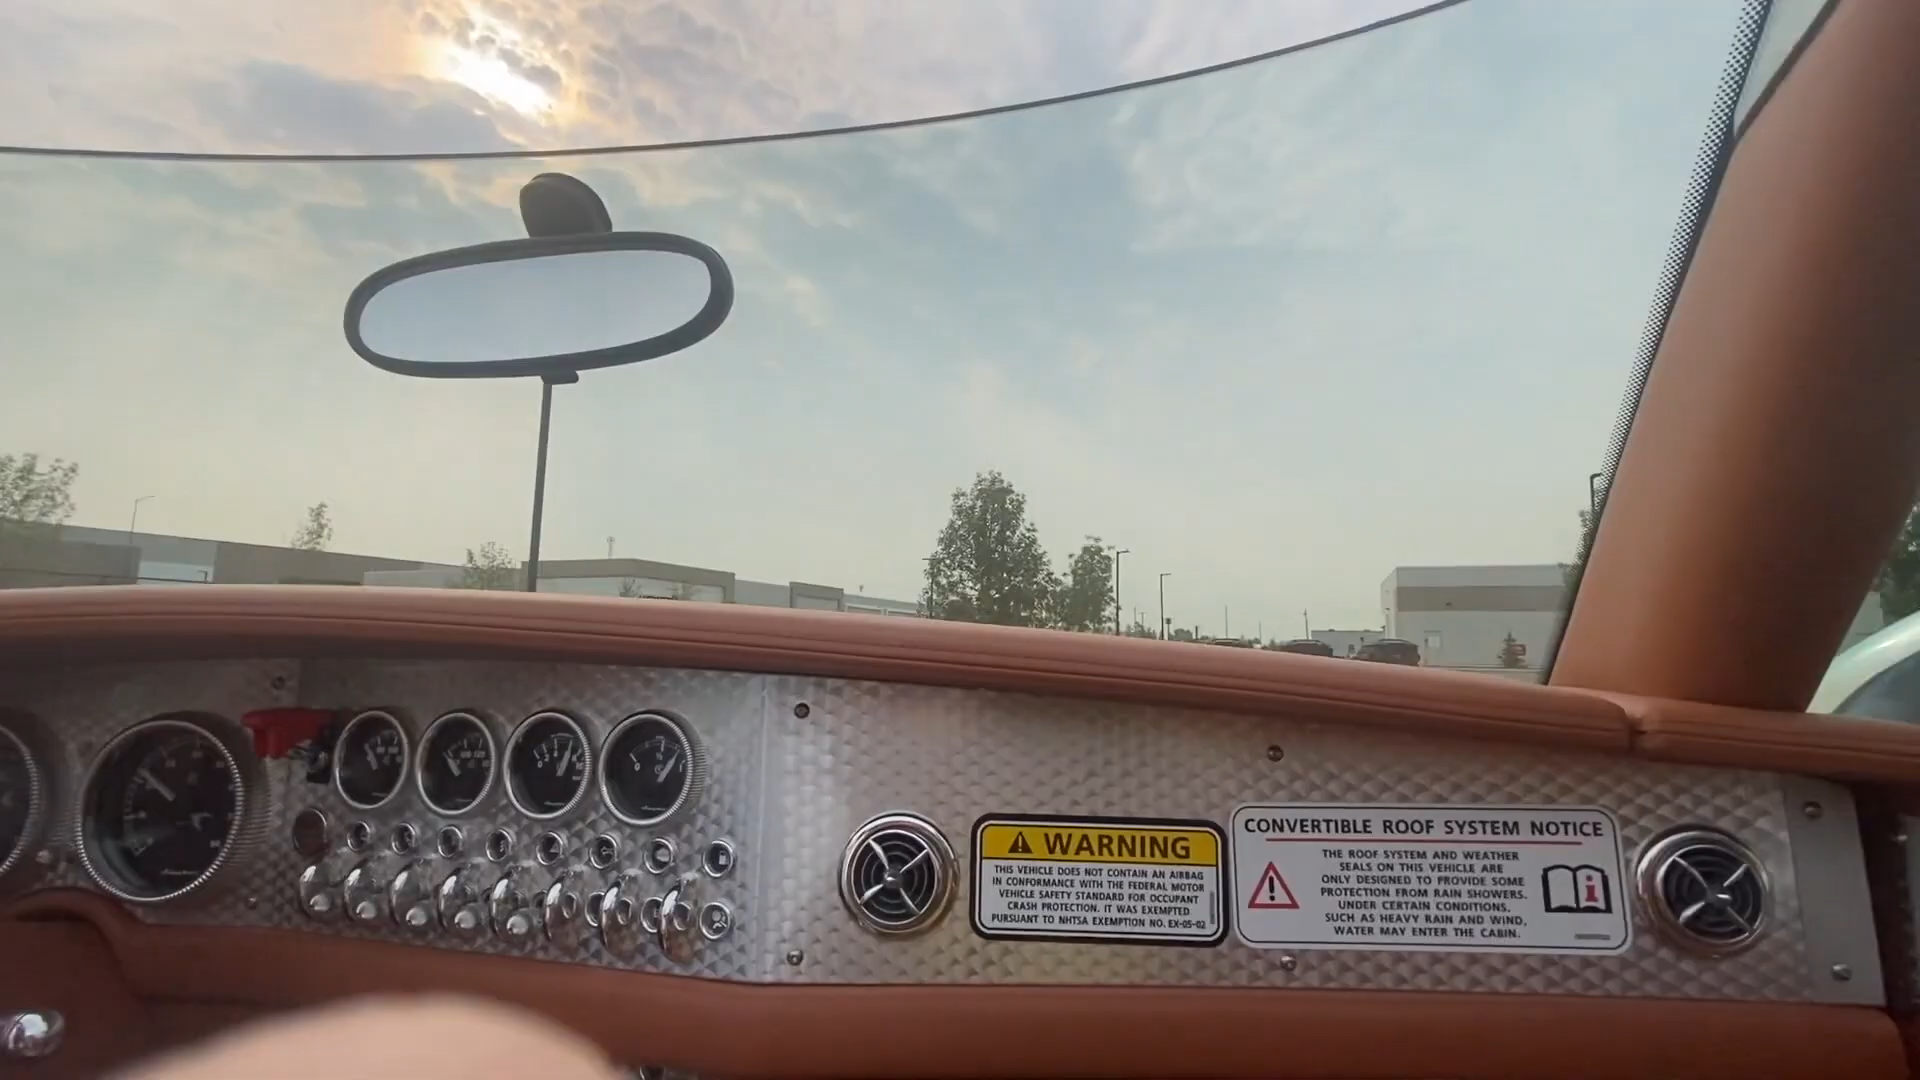 WARNING
THIS VEHICLE DOES NOT CONTAIN AN AIRBAG
IN CONFORMANCE WITH THE FEDERAL MOTOR
VEHICLE SAFETY STANDARD FOR OCCUPANT
CRASH PROTECTION. IT WAS EXEMPTED
PURSUANT TO NHTSA EXEMPTION NO. EX-05-02
CONVERTIBLE ROOF SYSTEM NOTICE
THE ROOF SYSTEM AND WEATHER
SEALS ON THIS VEHICLE ARE
ONLY DESIGNED TO PROVIDE SOME
PROTECTION FROM RAIN SHOWERS.
UNDER CERTAIN CONDITIONS,
SUCH AS HEAVY RAIN AND WIND,
WATER MAY ENTER THE CABIN.